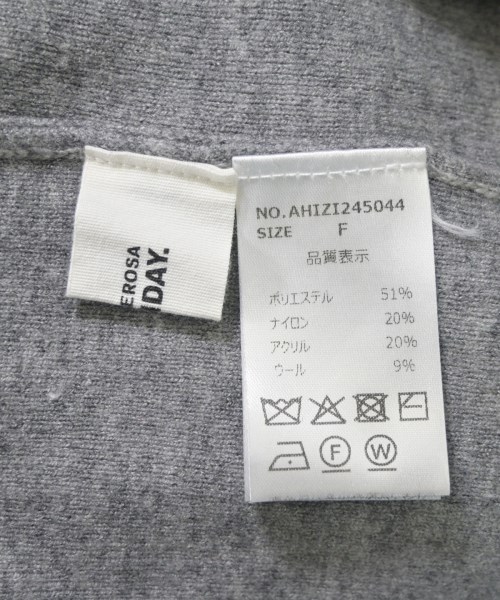 EROSA
DAY.
NO.AHIZI245044
SIZE F
品質表示
ポリエステル 51%
ナイロン 20%
アクリル 20%
ウール 9%
F W